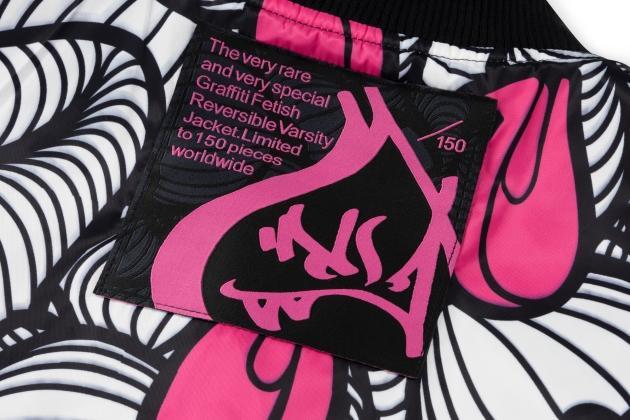 The very rare
and very special
Graffiti Fetish
Reversible Varsity
Jacket.Limited
to 150 pieces
worldwide
/150